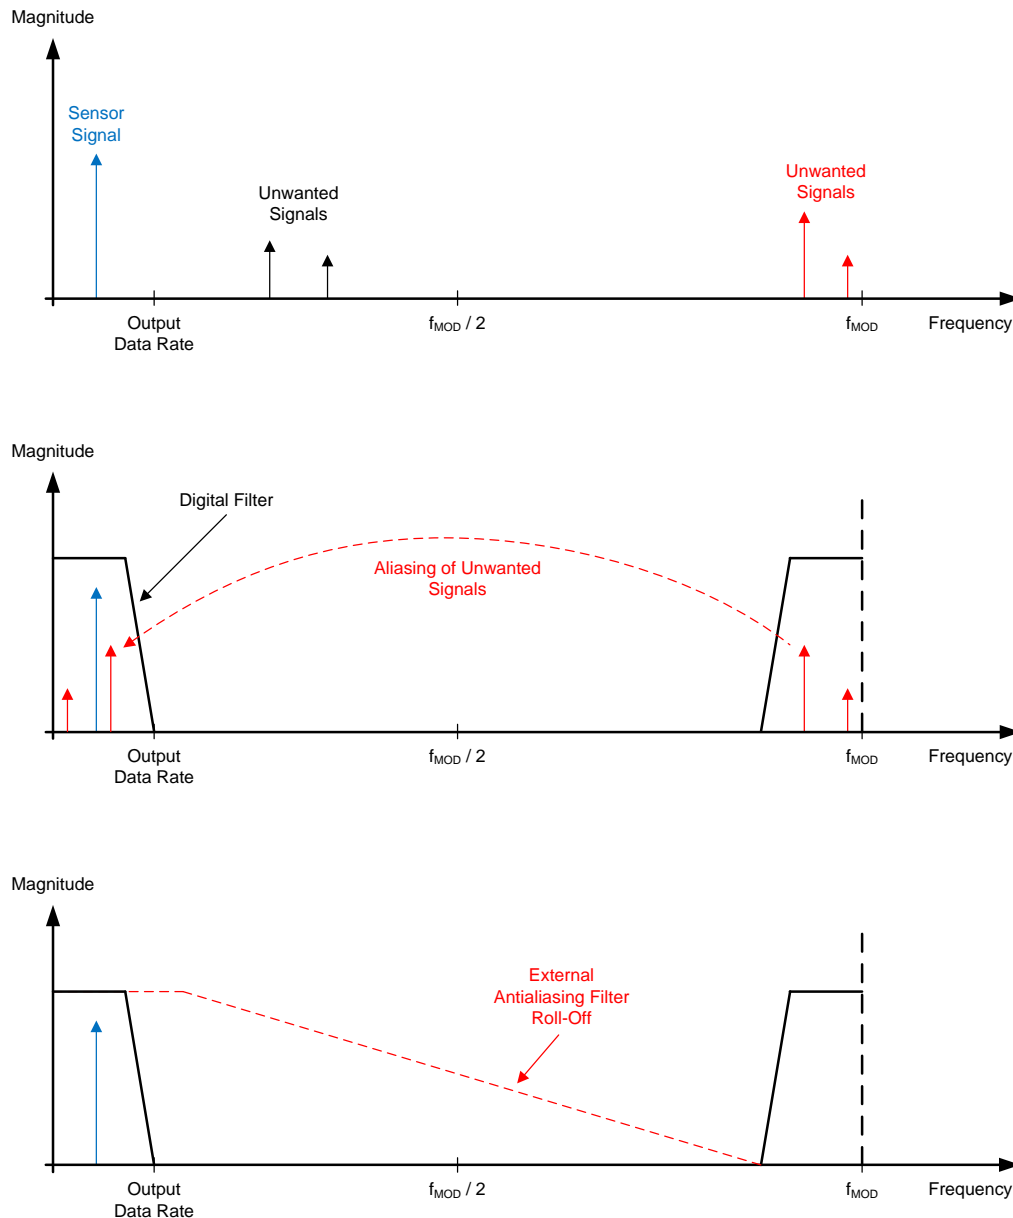 Magnitude
Sensor
Signal
Unwanted
Signals
Unwanted
Signals
Output
Data Rate
fMOD / 2
fMOD
Frequency
Magnitude
Digital Filter
Aliasing of Unwanted
Signals
Output
Data Rate
fMOD / 2
fMOD
Frequency
Magnitude
External
Antialiasing Filter
Roll-Off
Output
Data Rate
fMOD / 2
fMOD
Frequency